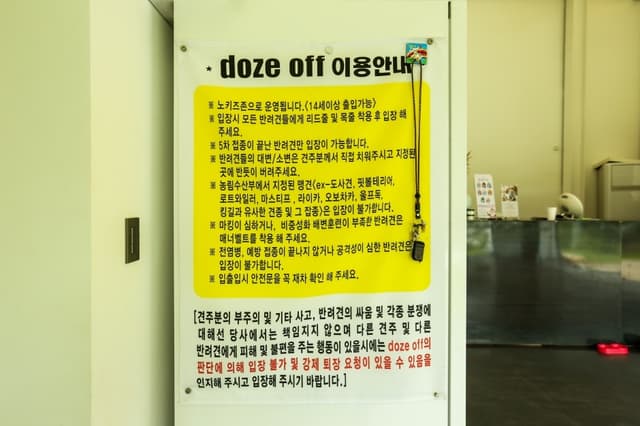 * doze off 이용안내
※ 노키즈존으로 운영됩니다.<14세이상 출입가능>
※ 입장시 모든 반려견들에게 리드줄 및 목줄 착용 후 입장 해
주세요.
※ 5차 접종이 끝난 반려견만 입장이 가능합니다.
※ 반려견들의 대변/소변은 견주분께서 직접 치워주시고 지정된
곳에 반듯이 버려주세요.
※ 농림수산부에서 지정된 맹견(ex-도사견, 핏볼테리어,
로트와일러, 마스티프 , 라이카, 오보차카, 울프독,
캉길과 유사한 견종 및 그 잡종)은 입장이 불가합니다.
※ 마킹이 심하거나, 비중성화 배변훈련이 부족한 반려견은
매너벨트를 착용 해 주세요.
※ 전염병, 예방 접종이 끝나지 않거나 공격성이 심한 반려견은
입장이 불가합니다.
※ 입출입시 안전문을 꼭 재차 확인 해 주세요.
[견주분의 부주의 및 기타 사고, 반려견의 싸움 및 각종 분쟁에
대해선 당사에서는 책임지지 않으며 다른 견주 및 다른
반려견에게 피해 및 불편을 주는 행동이 있을시에는 doze off의
판단에 의해 입장 불가 및 강제 퇴장 요청이 있을 수 있음을
인지해 주시고 입장해 주시기 바랍니다.]